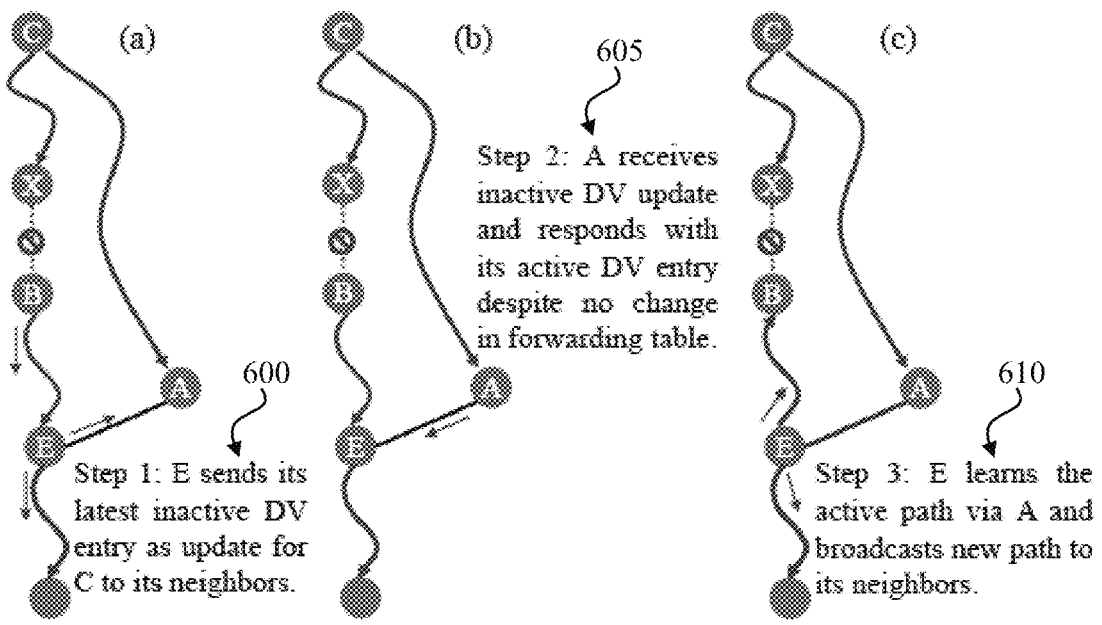 (a)
(b)
(c)
C
C
C
605
Step 2: A receives
inactive DV update
and responds with
its active DV entry
despite no change
in forwarding table.
X
X
X
B
B
B
A
A
A
600
610
E
E
E
Step 1: E sends its
latest inactive DV
entry as update for
C to its neighbors.
Step 3: E learns the
active path via A and
broadcasts new path to
its neighbors.